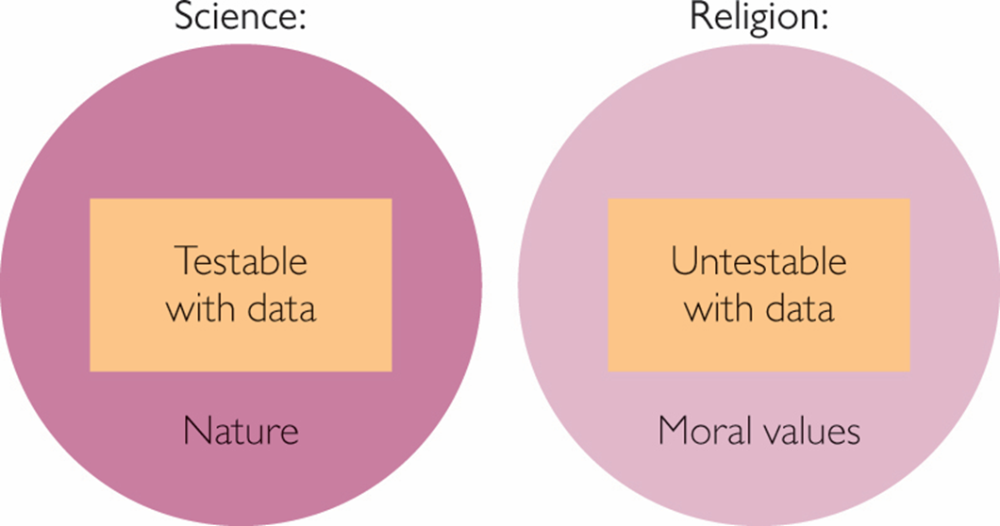 Science:
Religion:
Testable
with data
Nature
Untestable
with data
Moral values